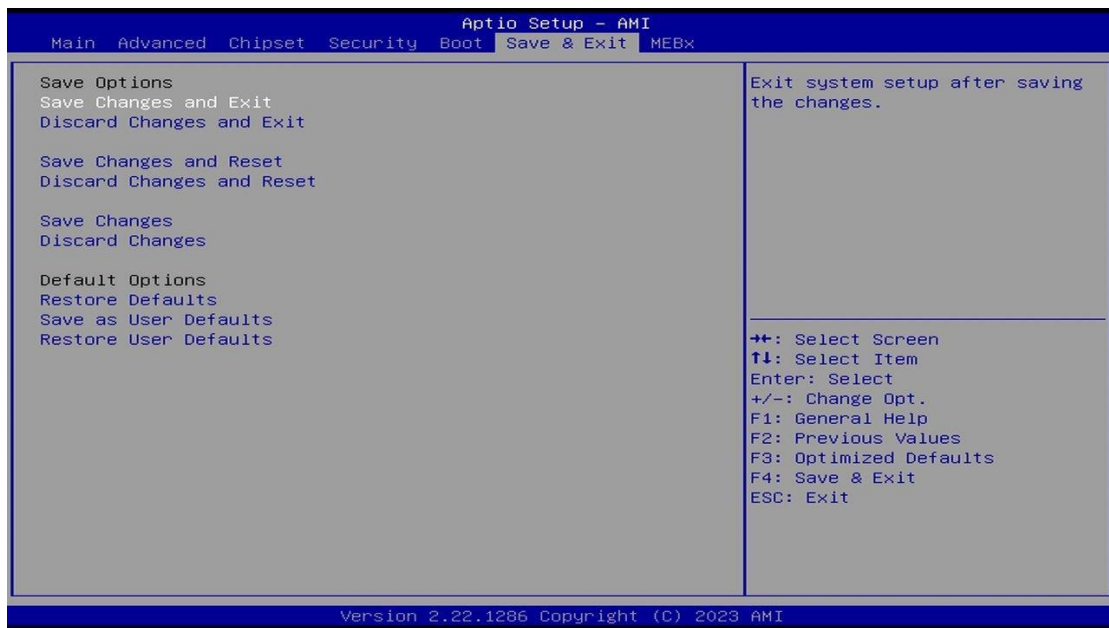 Aptio Setup - AMI
Main Advanced Chipset Security Boot Save & Exit MEBx
Save Options
Save Changes and Exit
Discard Changes and Exit
Save Changes and Reset
Discard Changes and Reset
Save Changes
Discard Changes
Default Options
Restore Defaults
Save as User Defaults
Restore User Defaults
Exit system setup after saving
the changes.
→←: Select Screen
↑↓: Select Item
Enter: Select
+/-: Change Opt.
F1: General Help
F2: Previous Values
F3: Optimized Defaults
F4: Save & Exit
ESC: Exit
Version 2.22.1286 Copyright (C) 2023 AMI